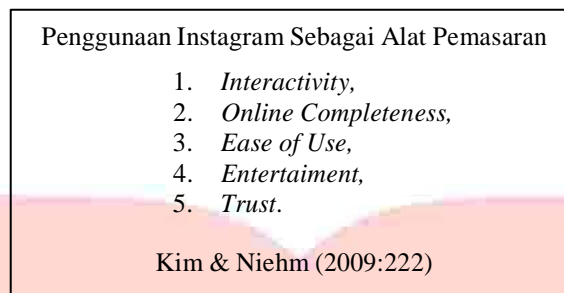 Penggunaan Instagram Sebagai Alat Pemasaran
1. Interactivity,
2. Online Completeness,
3. Ease of Use,
4. Entertaiment,
5. Trust.
Kim & Niehm (2009:222)